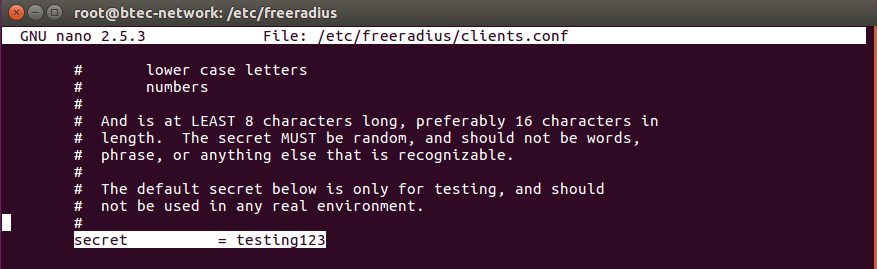 root@btec-network: /etc/freeradius
GNU nano 2.5.3 File: /etc/freeradius/clients.conf
# lower case letters
# numbers
#
# And is at LEAST 8 characters long, preferably 16 characters in
# length. The secret MUST be random, and should not be words,
# phrase, or anything else that is recognizable.
#
# The default secret below is only for testing, and should
# not be used in any real environment.
#
secret = testing123